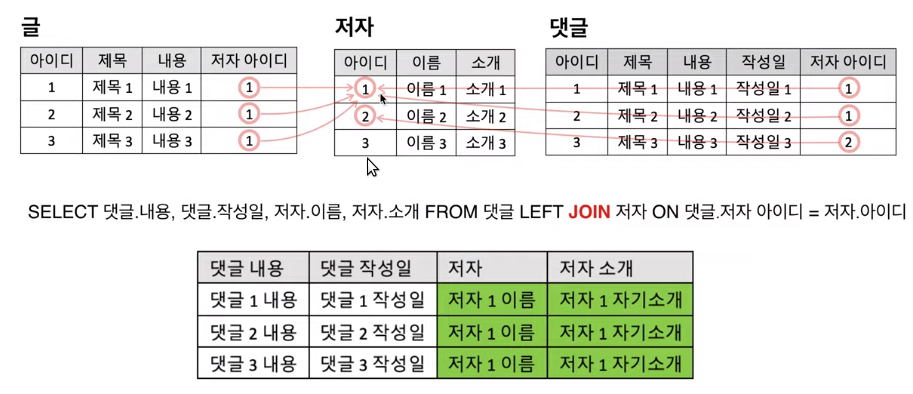 글 저자 댓글
아이디 제목 내용 저자 아이디 아이디 이름 소개 아이디 제목 내용 작성일 저자 아이디
1 제목 1 내용 1 1 1 이름 1 소개 1 1 제목 1 내용 1 작성일 1 1
2 제목 2 내용 2 1 2 이름 2 소개 2 2 제목 2 내용 2 작성일 2 1
3 제목 3 내용 3 1 3 이름 3 소개 3 3 제목 3 내용 3 작성일 3 2
SELECT 댓글.내용, 댓글.작성일, 저자.이름, 저자.소개 FROM 댓글 LEFT JOIN 저자 ON 댓글.저자 아이디 = 저자.아이디
댓글 내용 댓글 작성일 저자 저자 소개
댓글 1 내용 댓글 1 작성일 저자 1 이름 저자 1 자기소개
댓글 2 내용 댓글 2 작성일 저자 1 이름 저자 1 자기소개
댓글 3 내용 댓글 3 작성일 저자 1 이름 저자 1 자기소개